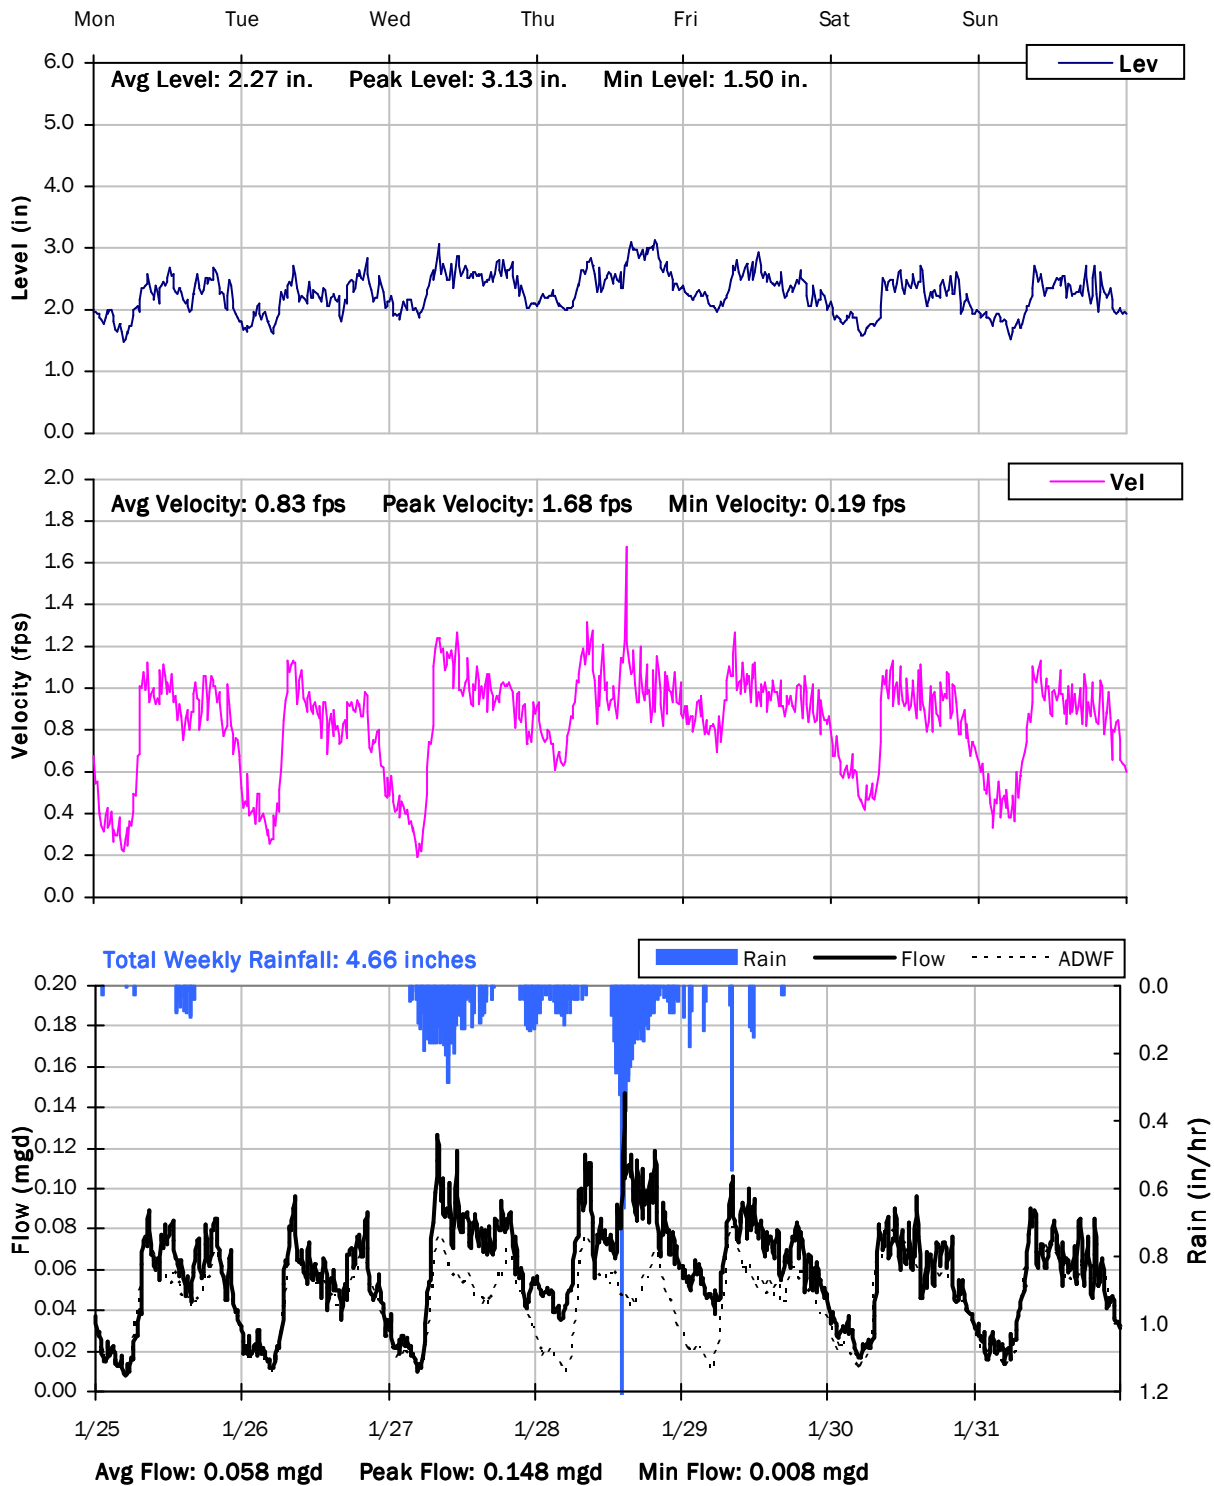 Mon Tue Wed Thu Fri Sat Sun
Lev
Avg Level: 2.27 in. Peak Level: 3.13 in. Min Level: 1.50 in.
6.0
5.0
4.0
3.0
2.0
1.0
0.0
Level (in)
Vel
Avg Velocity: 0.83 fps Peak Velocity: 1.68 fps Min Velocity: 0.19 fps
2.0
1.8
1.6
1.4
1.2
1.0
0.8
0.6
0.4
0.2
0.0
Velocity (fps)
Total Weekly Rainfall: 4.66 inches
Rain Flow ADWF
0.20
0.18
0.16
0.14
0.12
0.10
0.08
0.06
0.04
0.02
0.00
Flow (mgd)
0.0
0.2
0.4
0.6
0.8
1.0
1.2
Rain (in/hr)
1/25 1/26 1/27 1/28 1/29 1/30 1/31
Avg Flow: 0.058 mgd Peak Flow: 0.148 mgd Min Flow: 0.008 mgd